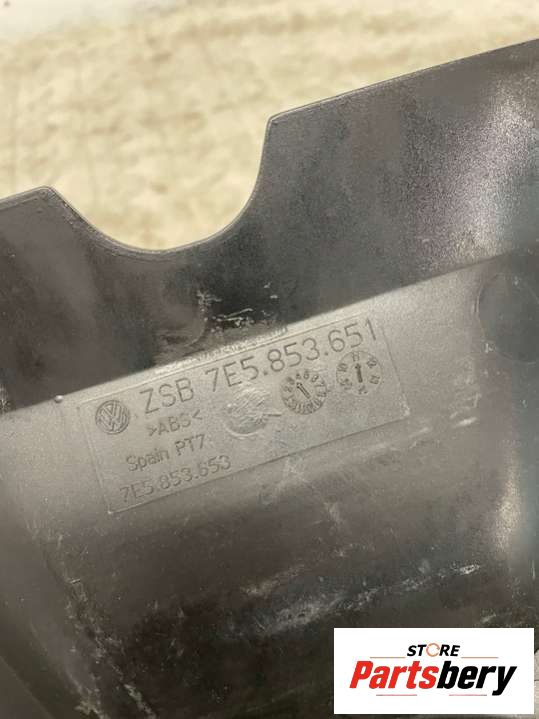 ZSB 7E5.853.651
>ABS<
Spain PT7
7E5.853.653
STORE
Partsbery